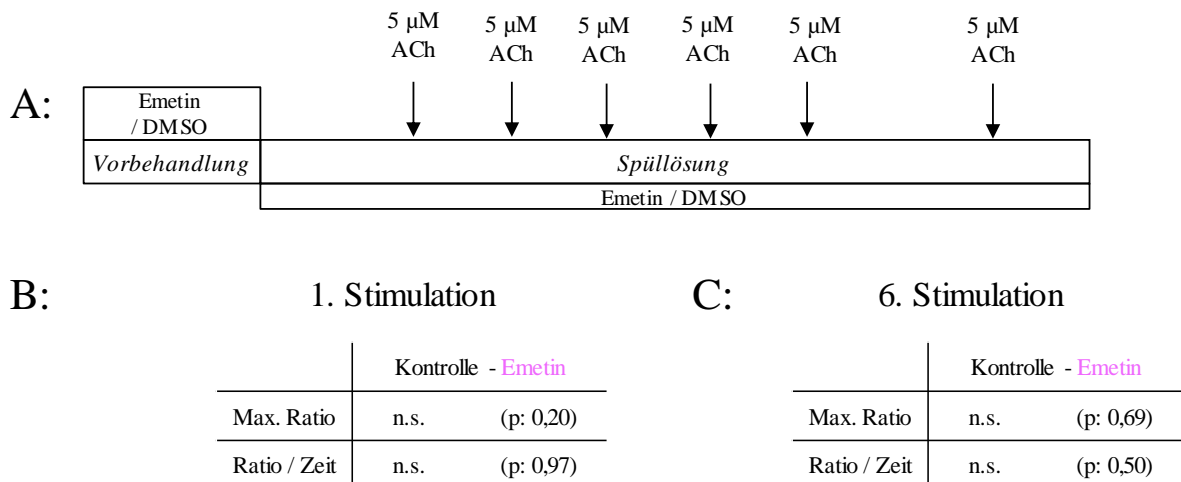 5 µM 5 µM 5 µM 5 µM 5 µM 5 µM
ACh ACh ACh ACh ACh ACh
A:
Emetin
/ DMSO
Vorbehandlung Spüllösung
Emetin / DMSO
B: 1. Stimulation
Kontrolle - Emetin
Max. Ratio n.s. (p: 0,20)
Ratio / Zeit n.s. (p: 0,97)
C: 6. Stimulation
Kontrolle - Emetin
Max. Ratio n.s. (p: 0,69)
Ratio / Zeit n.s. (p: 0,50)